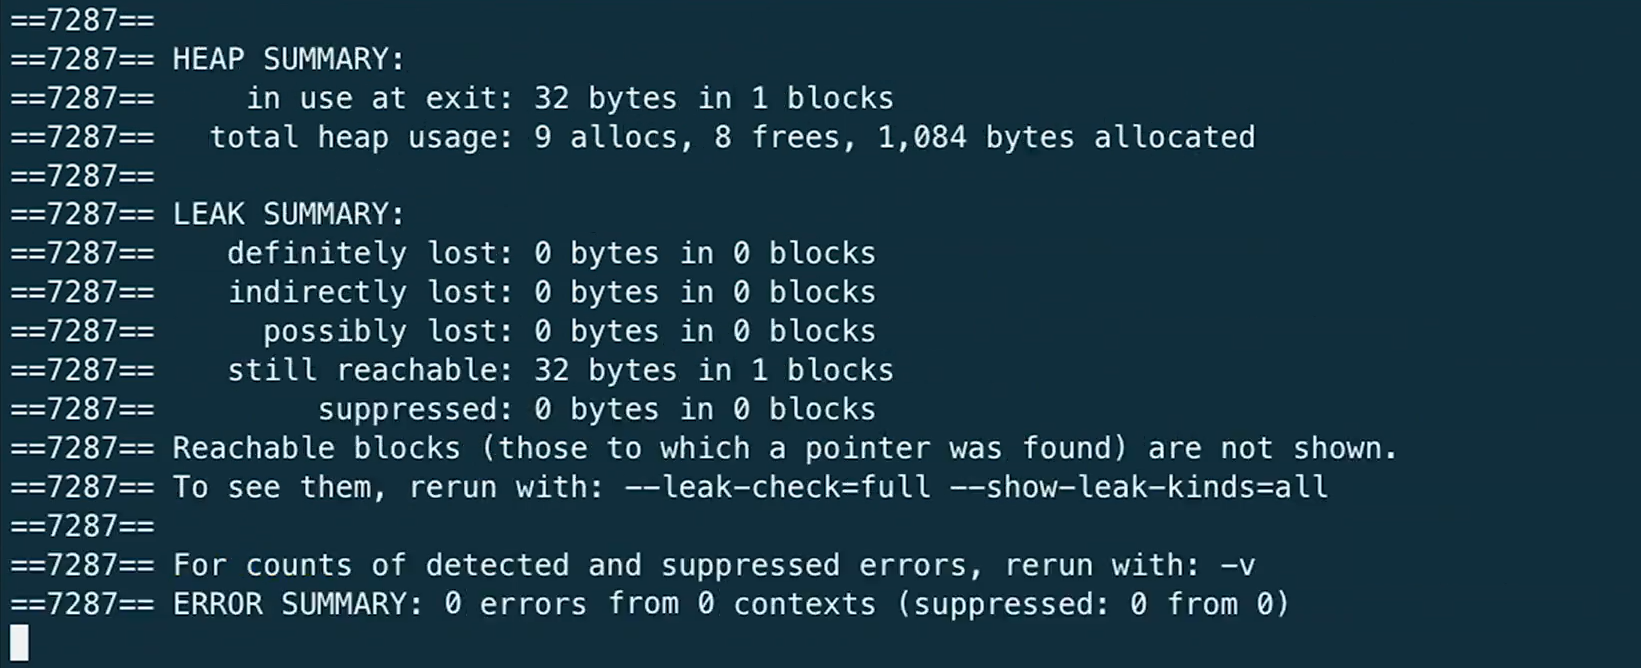 ==7287==
==7287== HEAP SUMMARY:
==7287==     in use at exit: 32 bytes in 1 blocks
==7287==   total heap usage: 9 allocs, 8 frees, 1,084 bytes allocated
==7287==
==7287== LEAK SUMMARY:
==7287==    definitely lost: 0 bytes in 0 blocks
==7287==    indirectly lost: 0 bytes in 0 blocks
==7287==      possibly lost: 0 bytes in 0 blocks
==7287==    still reachable: 32 bytes in 1 blocks
==7287==         suppressed: 0 bytes in 0 blocks
==7287== Reachable blocks (those to which a pointer was found) are not shown.
==7287== To see them, rerun with: --leak-check=full --show-leak-kinds=all
==7287==
==7287== For counts of detected and suppressed errors, rerun with: -v
==7287== ERROR SUMMARY: 0 errors from 0 contexts (suppressed: 0 from 0)